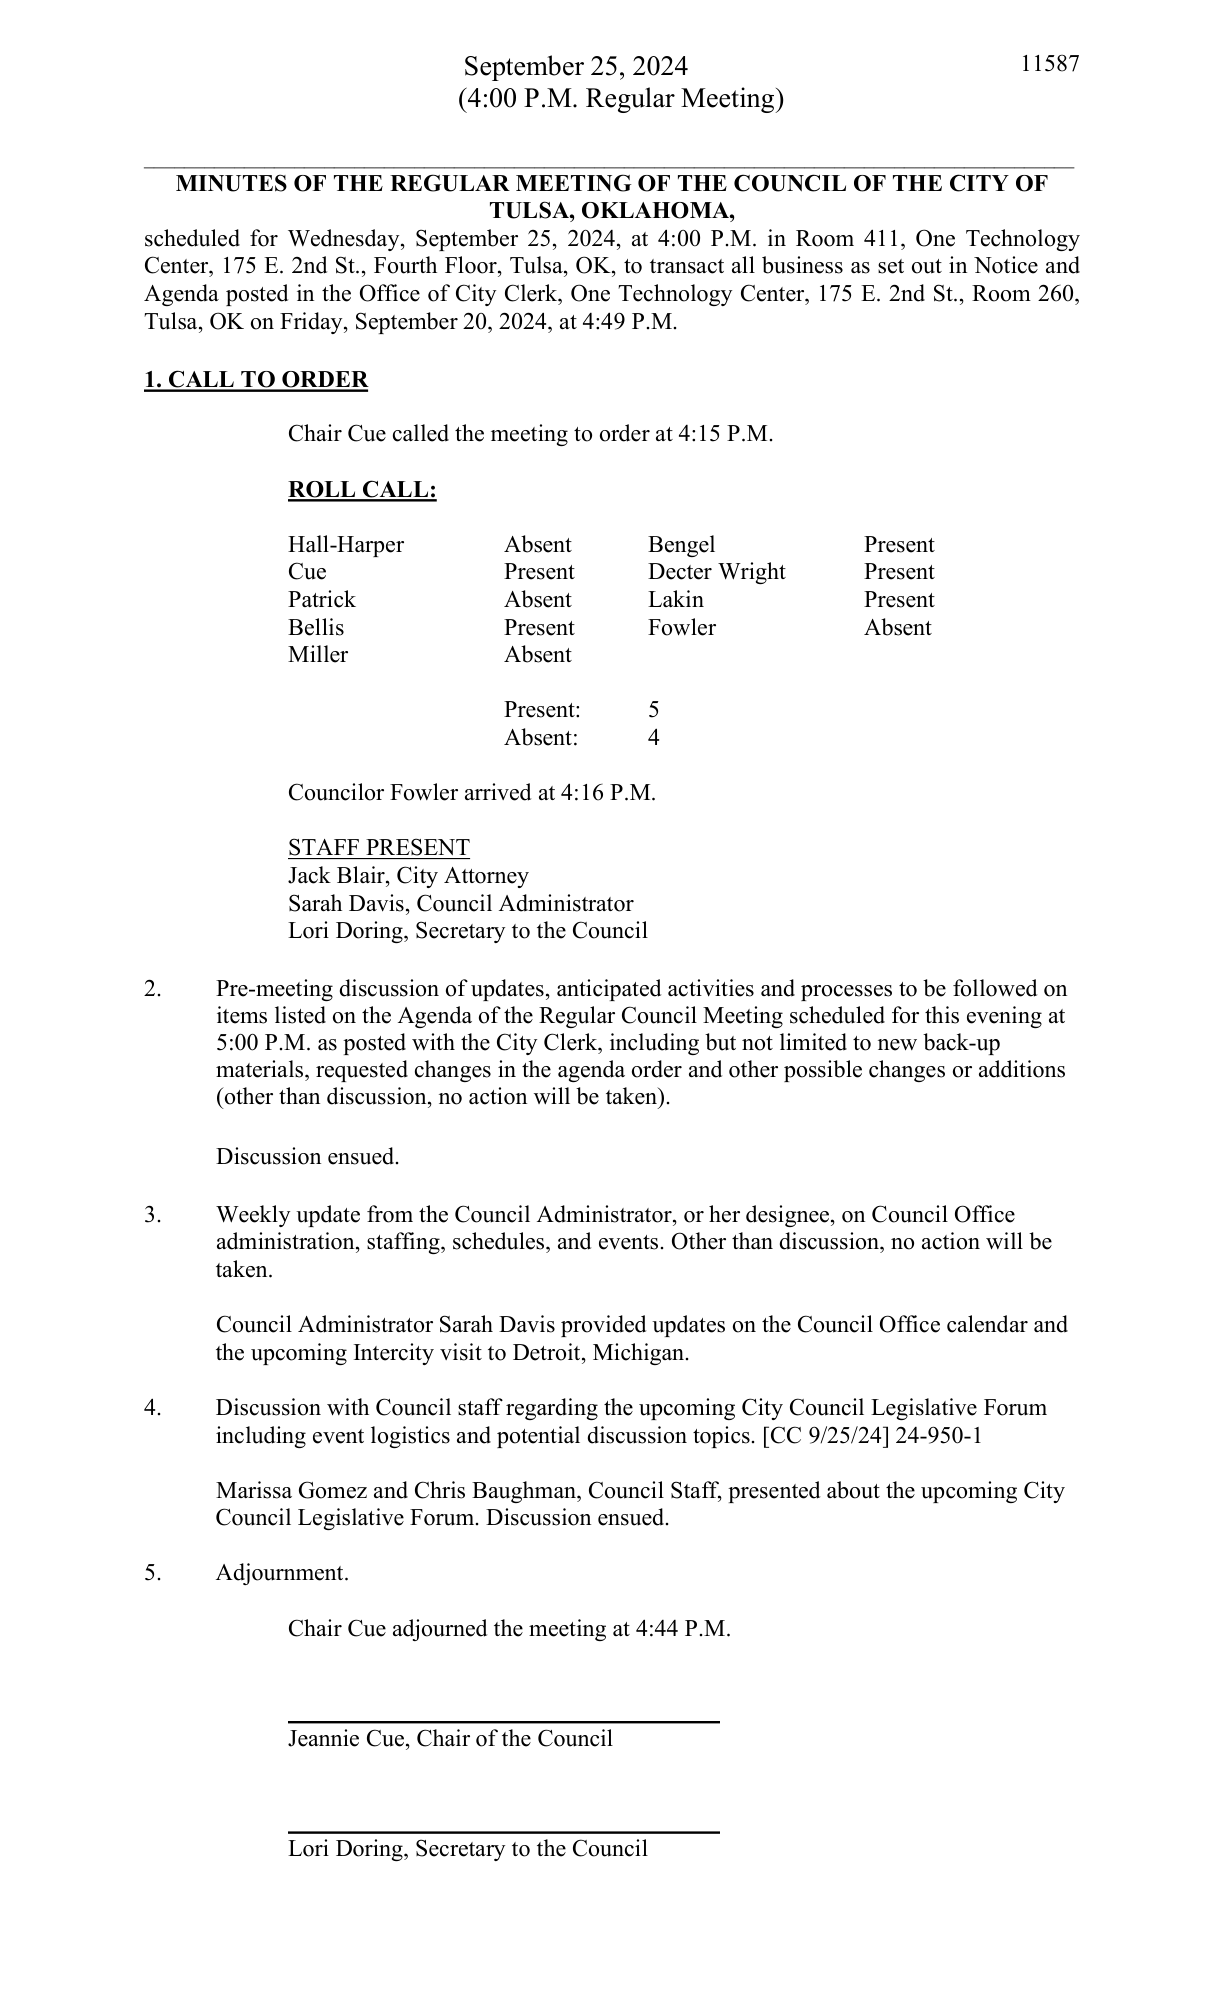 September 25, 2024 11587
(4:00 P.M. Regular Meeting)
MINUTES OF THE REGULAR MEETING OF THE COUNCIL OF THE CITY OF
TULSA, OKLAHOMA,
scheduled for Wednesday, September 25, 2024, at 4:00 P.M. in Room 411, One Technology
Center, 175 E. 2nd St., Fourth Floor, Tulsa, OK, to transact all business as set out in Notice and
Agenda posted in the Office of City Clerk, One Technology Center, 175 E. 2nd St., Room 260,
Tulsa, OK on Friday, September 20, 2024, at 4:49 P.M.
1. CALL TO ORDER
Chair Cue called the meeting to order at 4:15 P.M.
ROLL CALL:
Hall-Harper Absent Bengel Present
Cue Present Decter Wright Present
Patrick Absent Lakin Present
Bellis Present Fowler Absent
Miller Absent
Present: 5
Absent: 4
Councilor Fowler arrived at 4:16 P.M.
STAFF PRESENT
Jack Blair, City Attorney
Sarah Davis, Council Administrator
Lori Doring, Secretary to the Council
2. Pre-meeting discussion of updates, anticipated activities and processes to be followed on
items listed on the Agenda of the Regular Council Meeting scheduled for this evening at
5:00 P.M. as posted with the City Clerk, including but not limited to new back-up
materials, requested changes in the agenda order and other possible changes or additions
(other than discussion, no action will be taken).
Discussion ensued.
3. Weekly update from the Council Administrator, or her designee, on Council Office
administration, staffing, schedules, and events. Other than discussion, no action will be
taken.
Council Administrator Sarah Davis provided updates on the Council Office calendar and
the upcoming Intercity visit to Detroit, Michigan.
4. Discussion with Council staff regarding the upcoming City Council Legislative Forum
including event logistics and potential discussion topics. [CC 9/25/24] 24-950-1
Marissa Gomez and Chris Baughman, Council Staff, presented about the upcoming City
Council Legislative Forum. Discussion ensued.
5. Adjournment.
Chair Cue adjourned the meeting at 4:44 P.M.
Jeannie Cue, Chair of the Council
Lori Doring, Secretary to the Council